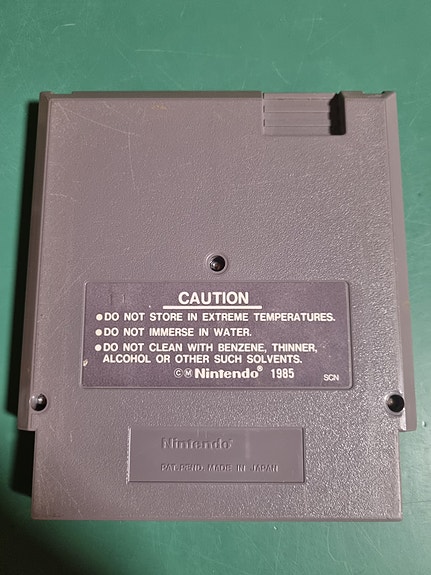 CAUTION
●DO NOT STORE IN EXTREME TEMPERATURES.
●DO NOT IMMERSE IN WATER.
●DO NOT CLEAN WITH BENZENE, THINNER,
ALCOHOL OR OTHER SUCH SOLVENTS.
©Ⓜ Nintendo® 1985 SCN
Nintendo®
PAT.PEND. MADE IN JAPAN